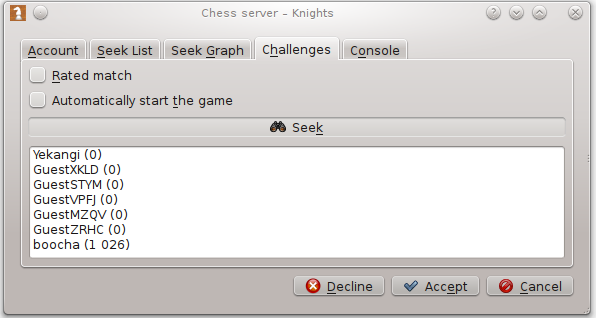 Chess server – Knights
Account Seek List Seek Graph Challenges Console
Rated match
Automatically start the game
Seek
Yekangi (0)
GuestXKLD (0)
GuestSTYM (0)
GuestVPFJ (0)
GuestMZQV (0)
GuestZRHC (0)
boocha (1 026)
Decline Accept Cancel